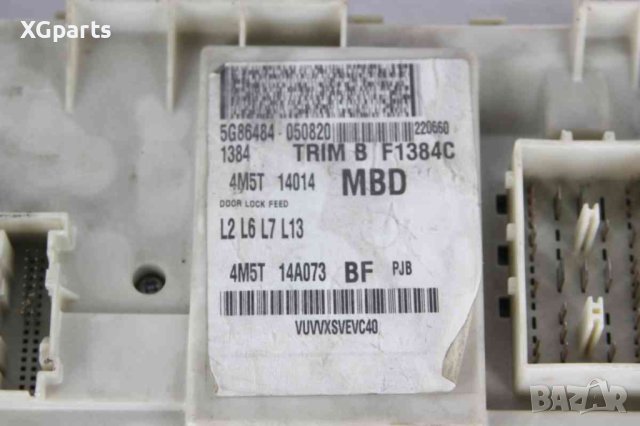 XGparts
5G86484 050820 220660
1384 TRIM B F1384C
4M5T 14014 MBD
DOOR LOCK FEED
L2 L6 L7 L13
4M5T 14A073 BF PJB
VUVVXSVEVC40
BAZAR